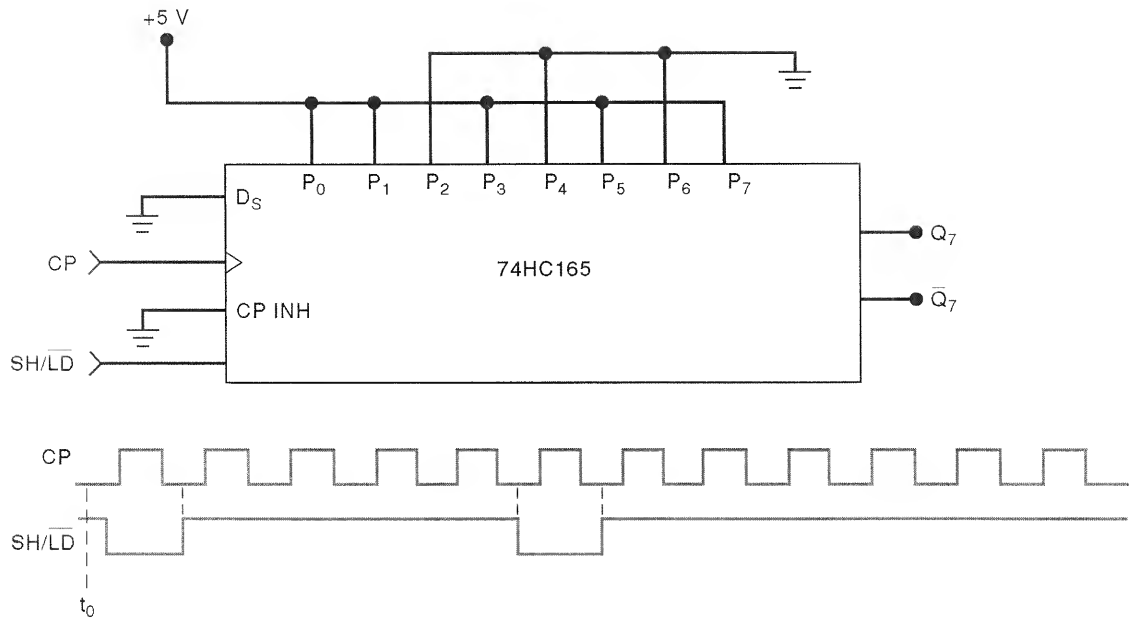 +5 V
P₀ P₁ P₂ P₃ P₄ P₅ P₆ P₇
D_S
CP
74HC165
Q₇
CP INH
Q̅₇
SH/L̅D̅
CP
SH/L̅D̅
t₀